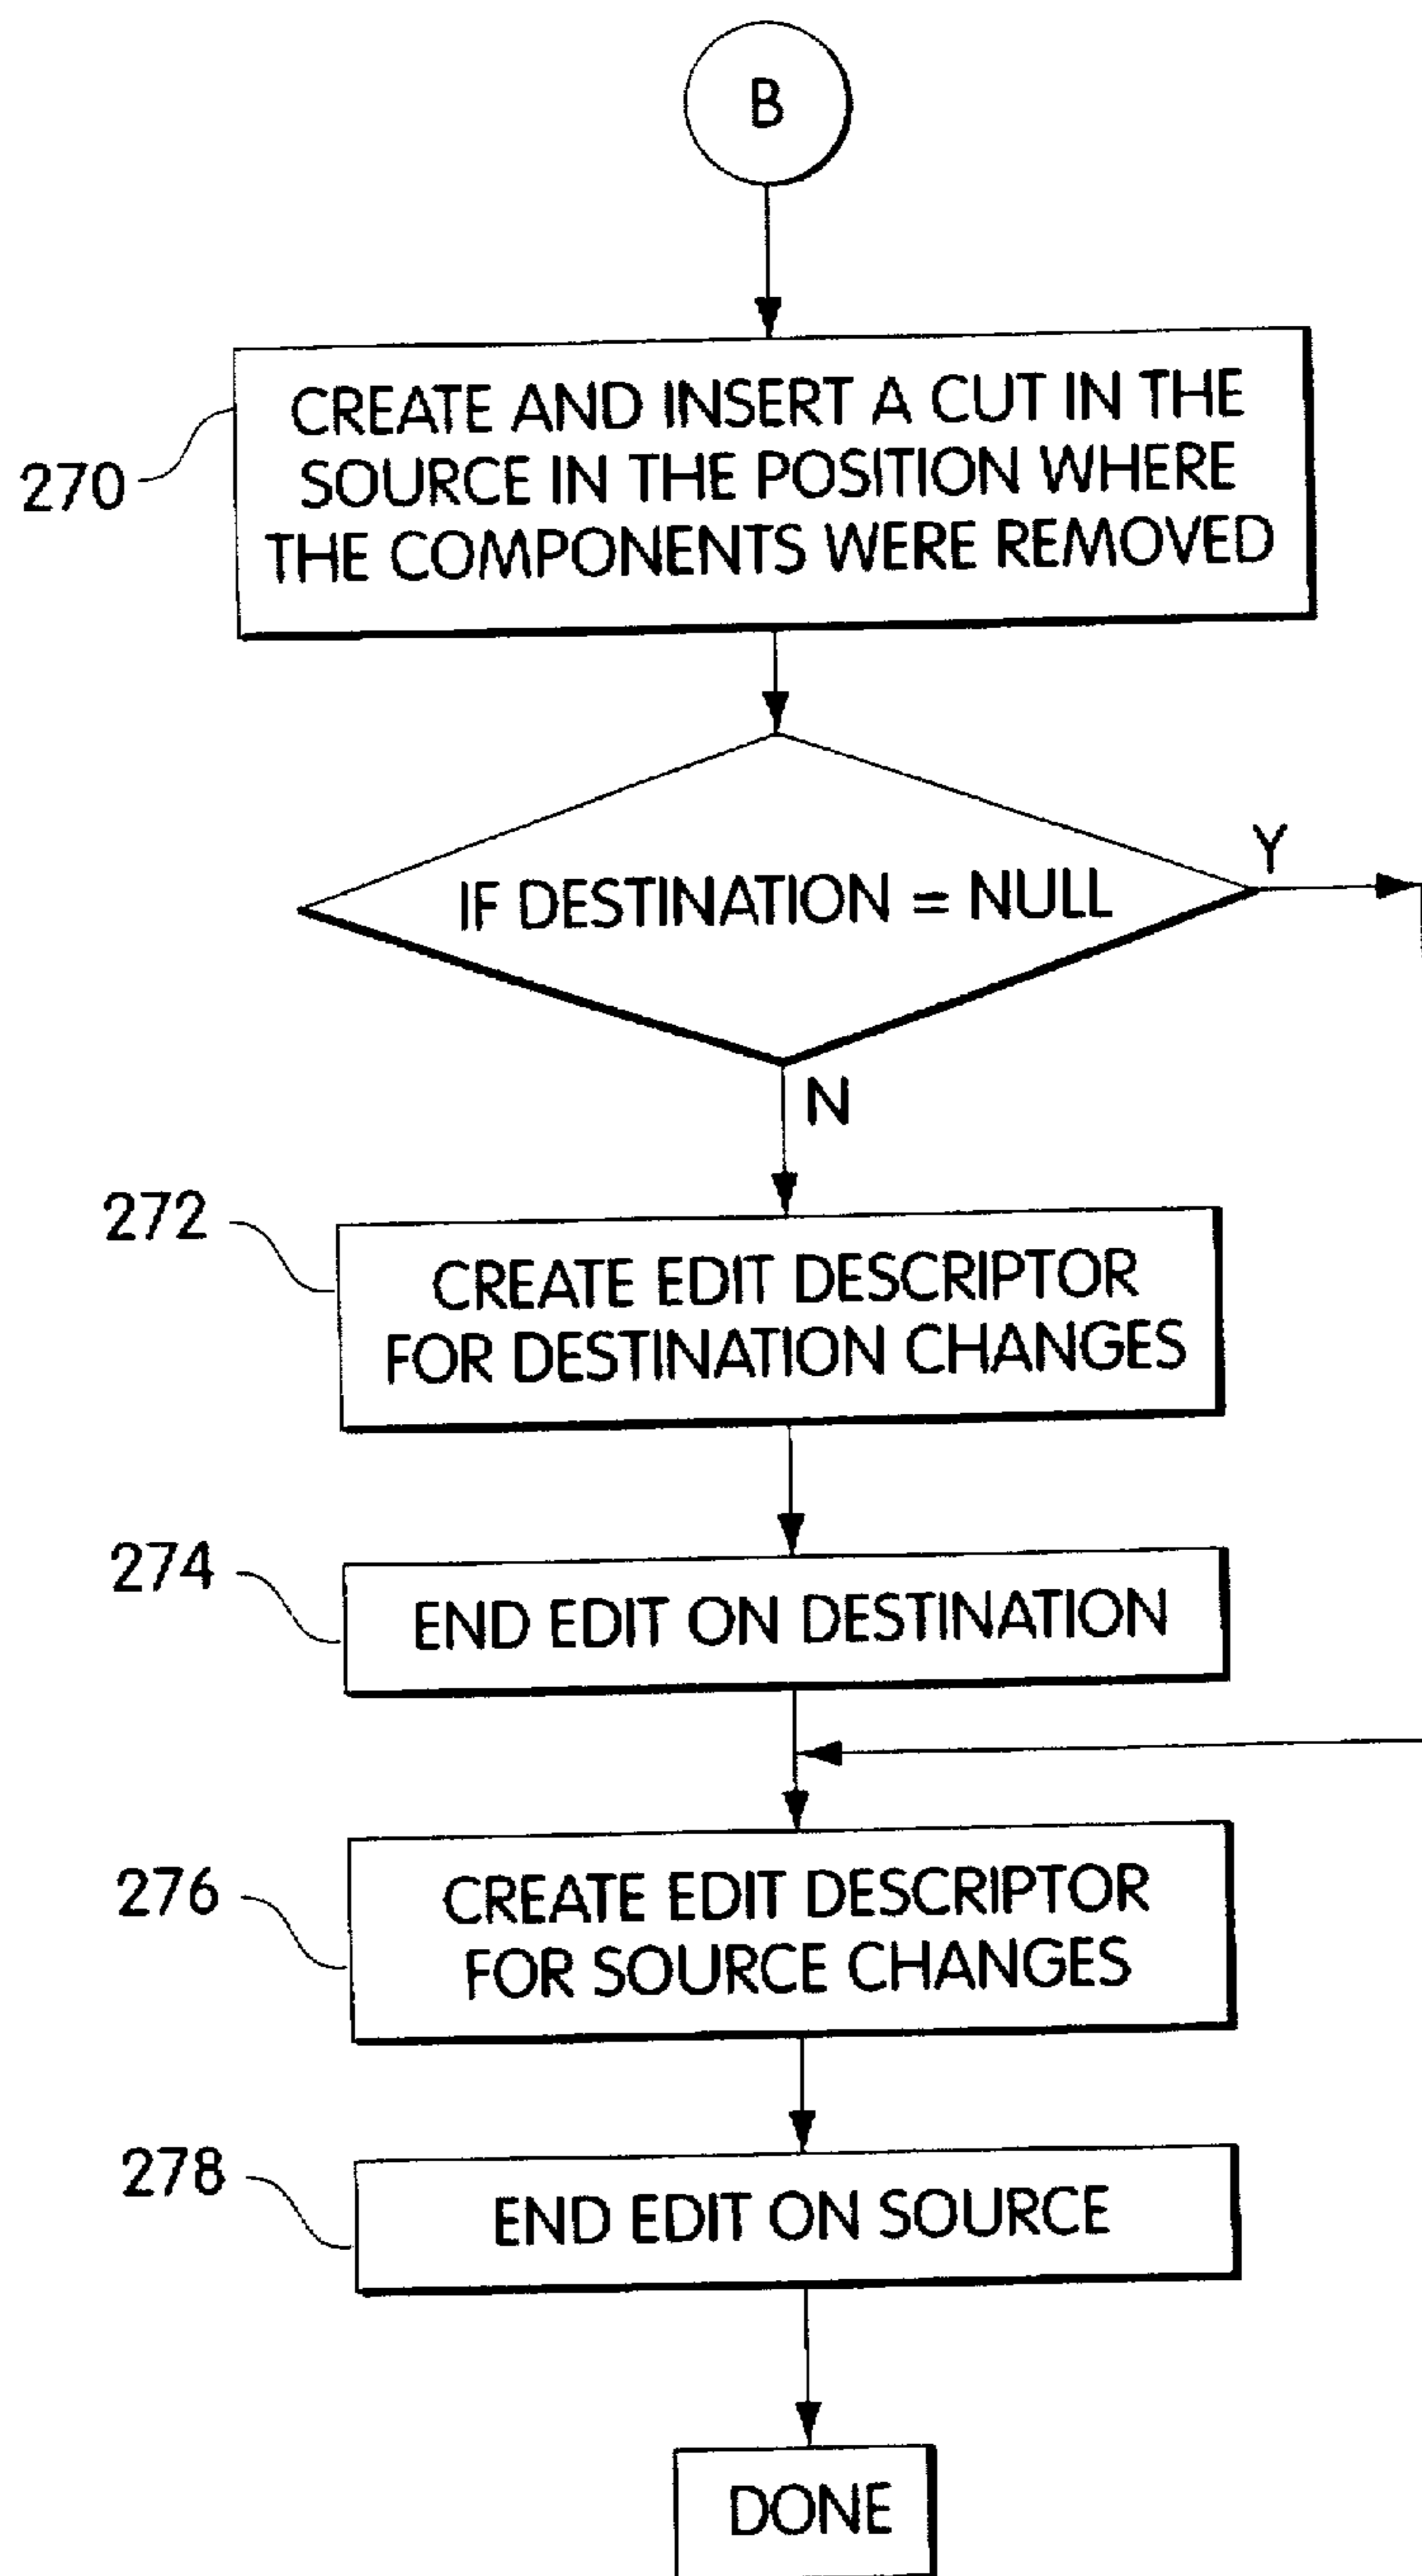 B
CREATE AND INSERT A CUT IN THE
SOURCE IN THE POSITION WHERE
THE COMPONENTS WERE REMOVED
270
IF DESTINATION = NULL
Y
N
272
CREATE EDIT DESCRIPTOR
FOR DESTINATION CHANGES
274
END EDIT ON DESTINATION
276
CREATE EDIT DESCRIPTOR
FOR SOURCE CHANGES
278
END EDIT ON SOURCE
DONE